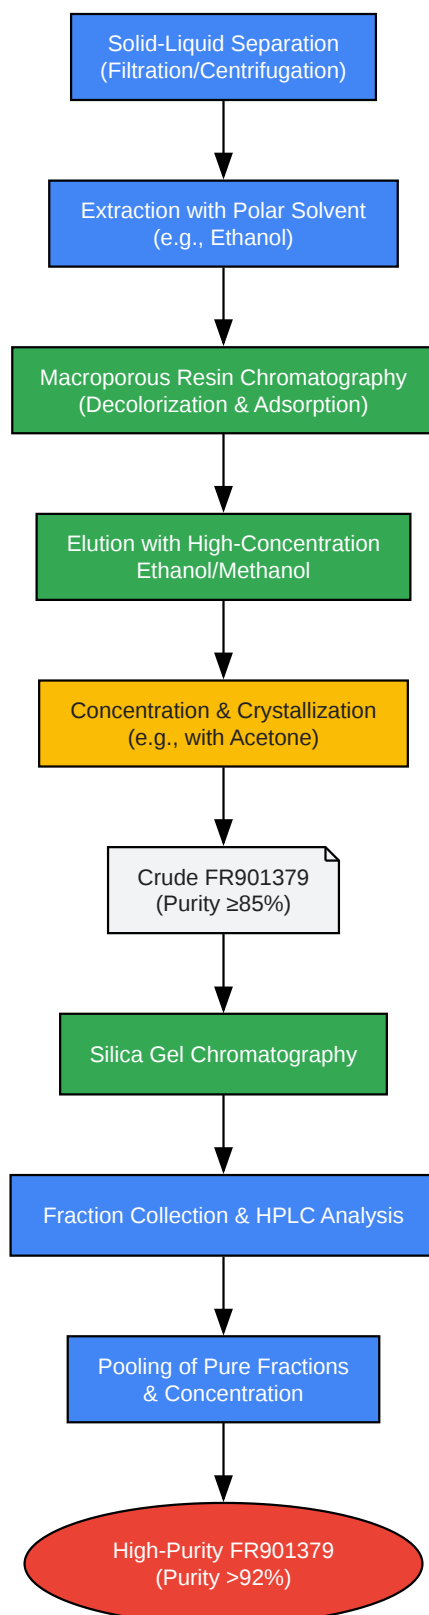 Solid-Liquid Separation
(Filtration/Centrifugation)
Extraction with Polar Solvent
(e.g., Ethanol)
Macroporous Resin Chromatography
(Decolorization & Adsorption)
Elution with High-Concentration
Ethanol/Methanol
Concentration & Crystallization
(e.g., with Acetone)
Crude FR901379
(Purity ≥85%)
Silica Gel Chromatography
Fraction Collection & HPLC Analysis
Pooling of Pure Fractions
& Concentration
High-Purity FR901379
(Purity >92%)